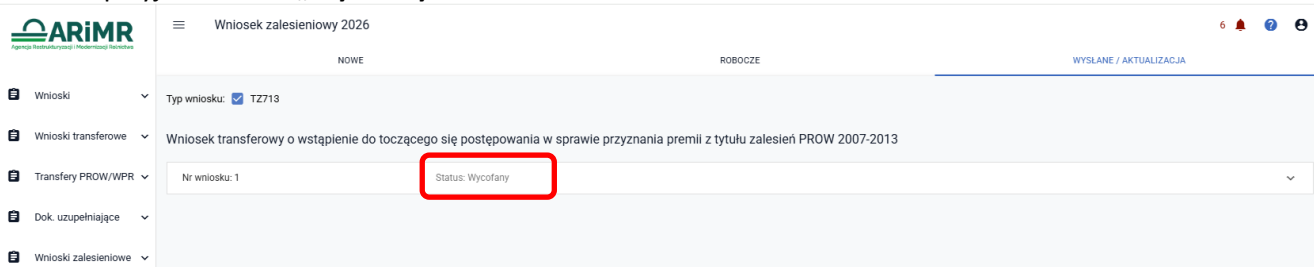 ARiMR
Agencja Restrukturyzacji i Modernizacji Rolnictwa
Wniosek zalesieniowy 2026
6
NOWE
ROBOCZE
WYSŁANE / AKTUALIZACJA
Wnioski
Typ wniosku: TZ713
Wnioski transferowe
Wniosek transferowy o wstąpienie do toczącego się postępowania w sprawie przyznania premii z tytułu zalesień PROW 2007-2013
Transfery PROW/WPR
Nr wniosku: 1
Status: Wycofany
Dok. uzupełniające
Wnioski zalesieniowe